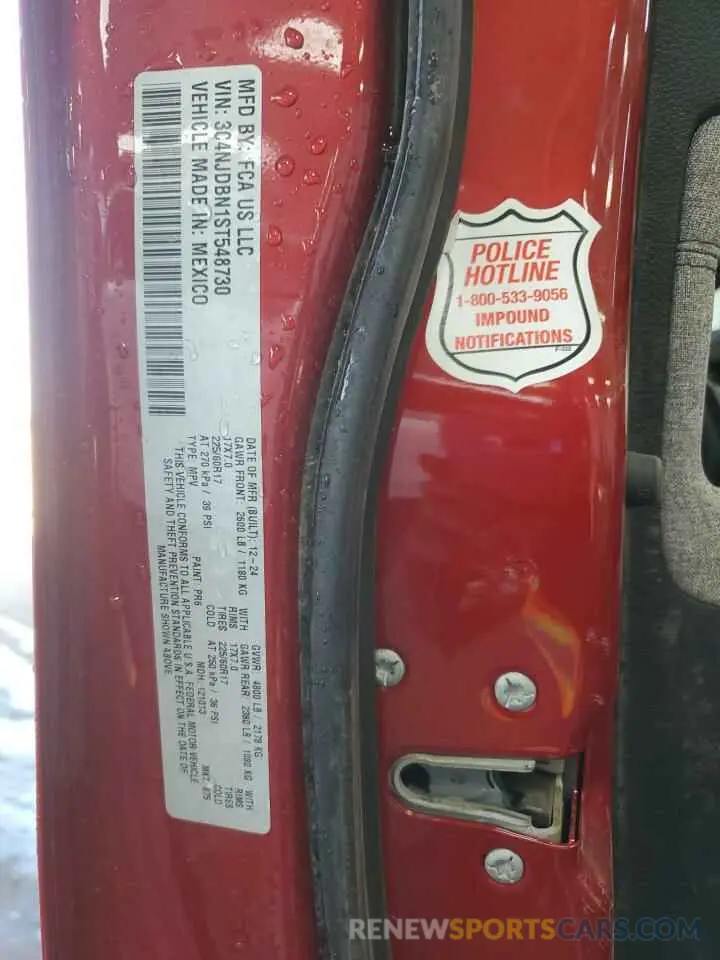 MFD BY: FCA US LLC
VIN: 3C4NJDBN1ST548730
VEHICLE MADE IN: MEXICO
DATE OF MFR (BUILT): 12-24 GVWR: 4800 LB / 2178 KG
GAWR FRONT: 2600 LB / 1180 KG WITH GAWR REAR: 2380 LB / 1080 KG WITH
17X7.0 RIMS 17X7.0 RIMS
225/60R17 TIRES 225/60R17 TIRES
AT 270 kPa / 39 PSI COLD AT 250 kPa / 36 PSI COLD
TYPE: MPV PAINT: PR6 MDH: 121013 MKT: 875
THIS VEHICLE CONFORMS TO ALL APPLICABLE U.S.A. FEDERAL MOTOR VEHICLE
SAFETY AND THEFT PREVENTION STANDARDS IN EFFECT ON THE DATE OF
MANUFACTURE SHOWN ABOVE
POLICE
HOTLINE
1-800-533-9056
IMPOUND
NOTIFICATIONS
RENEWSPORTSCARS.COM